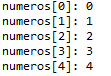 numeros[0]: 0
numeros[1]: 1
numeros[2]: 2
numeros[3]: 3
numeros[4]: 4